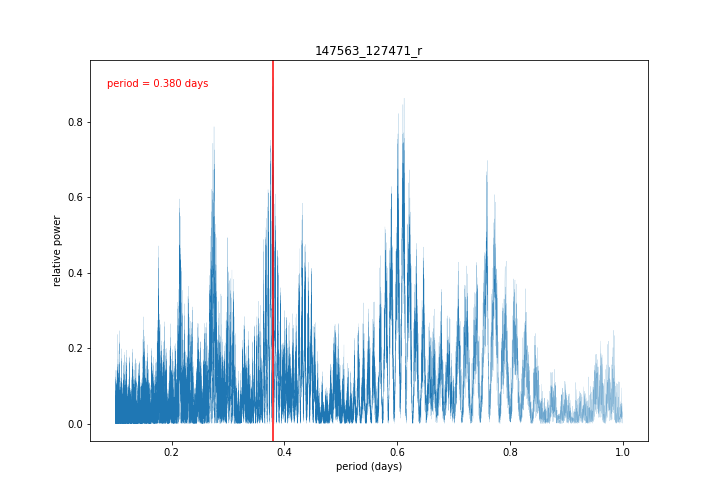 147563_127471_r
period = 0.380 days
relative power
0.8
0.6
0.4
0.2
0.0
0.2 0.4 0.6 0.8 1.0
period (days)